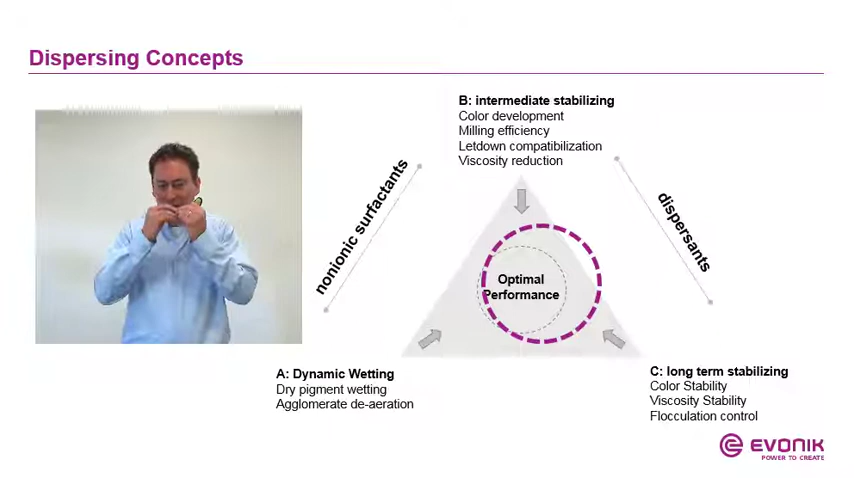 Dispersing Concepts
B: intermediate stabilizing
Color development
Milling efficiency
Letdown compatibilization
Viscosity reduction
nonionic surfactants
dispersants
Optimal
Performance
A: Dynamic Wetting
Dry pigment wetting
Agglomerate de-aeration
C: long term stabilizing
Color Stability
Viscosity Stability
Flocculation control
EVONIK
POWER TO CREATE